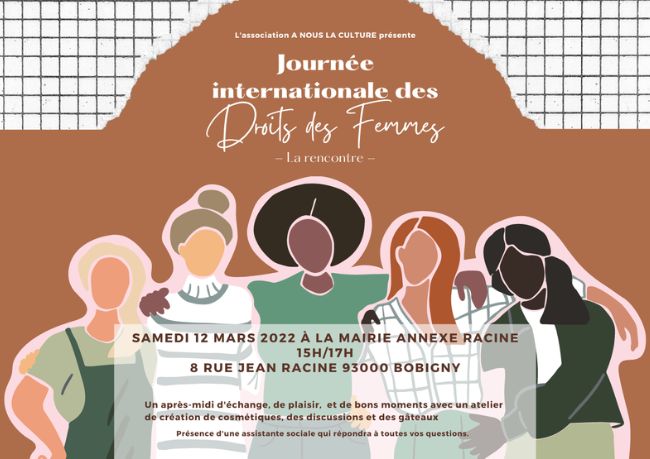 L'association A NOUS LA CULTURE présente
Journée
internationale des
Droits des Femmes
– La rencontre –
SAMEDI 12 MARS 2022 À LA MAIRIE ANNEXE RACINE
15H/17H
8 RUE JEAN RACINE 93000 BOBIGNY
Un après-midi d'échange, de plaisir, et de bons moments avec un atelier
de création de cosmétiques, des discussions et des gâteaux
Présence d'une assistante sociale qui répondra à toutes vos questions.